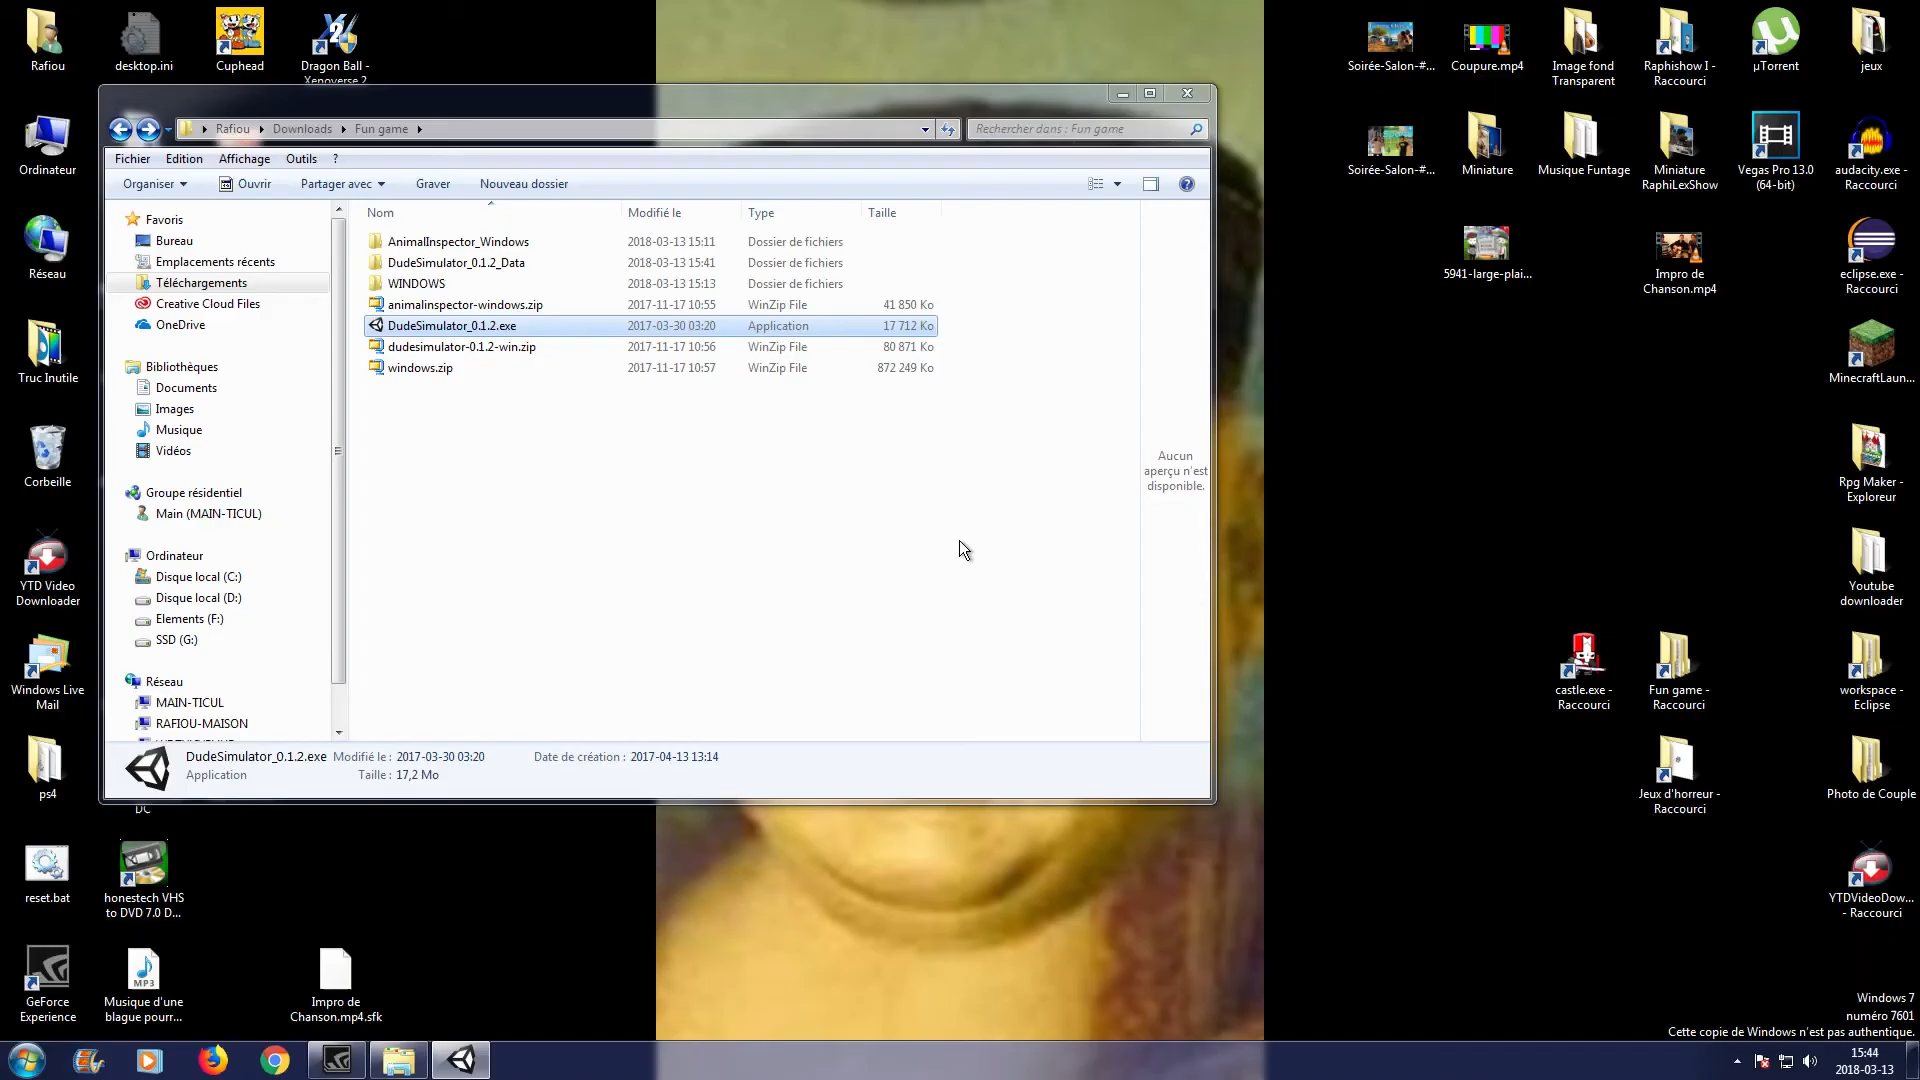 Rafiou
desktop.ini
Cuphead
Dragon Ball -
Xenoverse 2
Soirée-Salon-#...
Coupure.mp4
Image fond
Transparent
Raphishow I -
Raccourci
µTorrent
jeux
Ordinateur
Soirée-Salon-#...
Miniature
Musique Funtage
Miniature
RaphiLexShow
Vegas Pro 13.0
(64-bit)
audacity.exe -
Raccourci
Réseau
5941-large-plai...
Impro de
Chanson.mp4
eclipse.exe -
Raccourci
Truc Inutile
MinecraftLaun...
Corbeille
Rpg Maker -
Exploreur
YTD Video
Downloader
Youtube
downloader
Windows Live
Mail
castle.exe -
Raccourci
Fun game -
Raccourci
workspace -
Eclipse
ps4
DC
Jeux d'horreur -
Raccourci
Photo de Couple
reset.bat
honestech VHS
to DVD 7.0 D...
YTDVideoDow...
- Raccourci
GeForce
Experience
MP3
Musique d'une
blague pourr...
Impro de
Chanson.mp4.sfk
Rafiou Downloads Fun game
Rechercher dans : Fun game
Fichier Edition Affichage Outils ?
Organiser Ouvrir Partager avec Graver Nouveau dossier
Favoris
Bureau
Emplacements récents
Téléchargements
Creative Cloud Files
OneDrive
Bibliothèques
Documents
Images
Musique
Vidéos
Groupe résidentiel
Main (MAIN-TICUL)
Ordinateur
Disque local (C:)
Disque local (D:)
Elements (F:)
SSD (G:)
Réseau
MAIN-TICUL
RAFIOU-MAISON
Nom Modifié le Type Taille
AnimalInspector_Windows 2018-03-13 15:11 Dossier de fichiers
DudeSimulator_0.1.2_Data 2018-03-13 15:41 Dossier de fichiers
WINDOWS 2018-03-13 15:13 Dossier de fichiers
animalinspector-windows.zip 2017-11-17 10:55 WinZip File 41 850 Ko
DudeSimulator_0.1.2.exe 2017-03-30 03:20 Application 17 712 Ko
dudesimulator-0.1.2-win.zip 2017-11-17 10:56 WinZip File 80 871 Ko
windows.zip 2017-11-17 10:57 WinZip File 872 249 Ko
Aucun
aperçu n'est
disponible.
DudeSimulator_0.1.2.exe Modifié le : 2017-03-30 03:20 Date de création : 2017-04-13 13:14
Application Taille : 17,2 Mo
Windows 7
numéro 7601
Cette copie de Windows n'est pas authentique.
15:44
2018-03-13